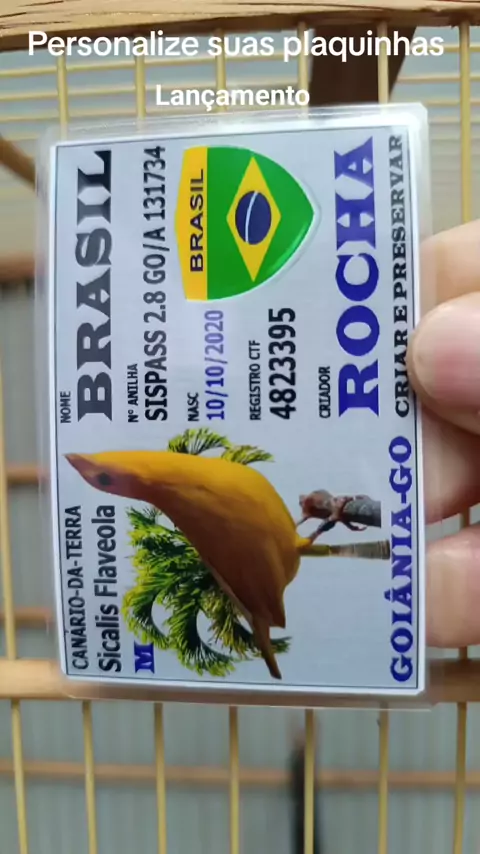 Personalize suas plaquinhas
Lançamento
CANÁRIO-DA-TERRA
Sicalis Flaveola
M
NOME
BRASIL
Nº ANILHA
SISPASS 2.8 GO/A 131734
NASC
10/10/2020
BRASIL
REGISTRO CTF
4823395
CRIADOR
ROCHA
GOIÂNIA-GO CRIAR E PRESERVAR